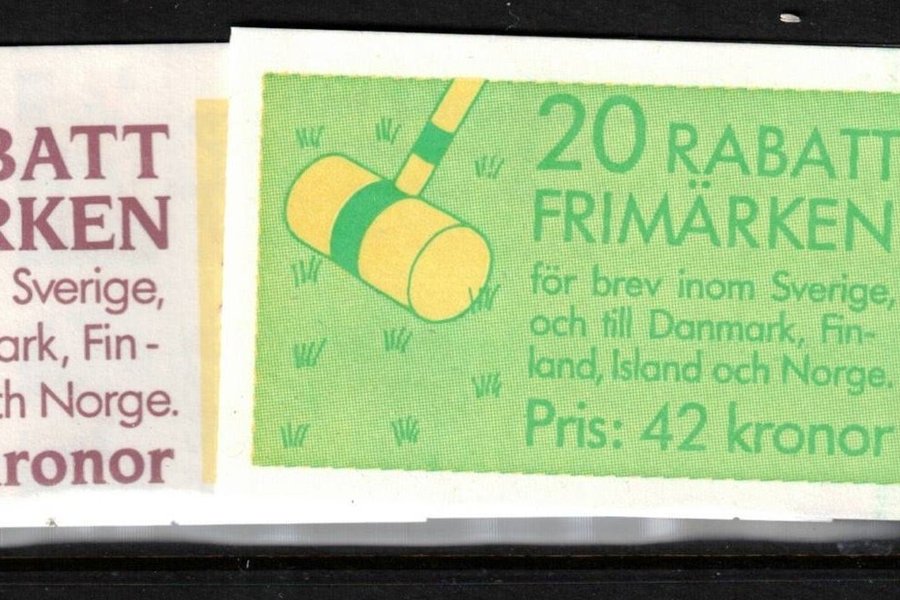 BATT
RKEN
Sverige,
ark, Fin-
ch Norge.
kronor
20 RABATT
FRIMÄRKEN
för brev inom Sverige,
och till Danmark, Fin-
land, Island och Norge.
Pris: 42 kronor